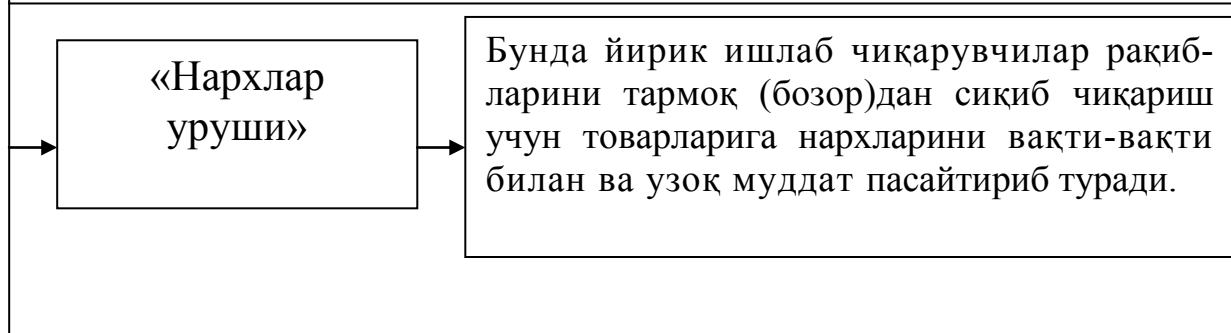 «Нархлар
уруши»
Бунда йирик ишлаб чиқарувчилар рақиб-
ларини тармоқ (бозор)дан сиқиб чиқариш
учун товарларига нархларини вақти-вақти
билан ва узоқ муддат пасайтириб туради.